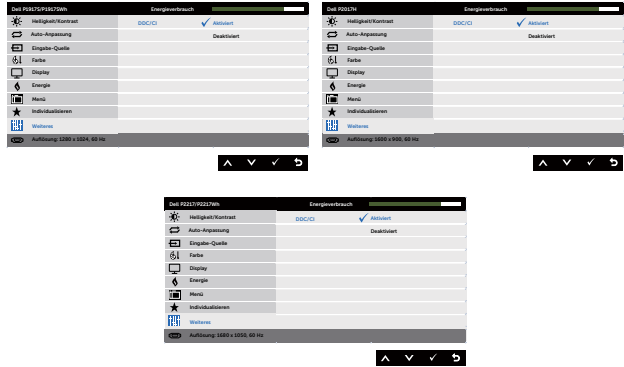 Dell P1917S/P1917SWh Energieverbrauch
Helligkeit/Kontrast DDC/CI Aktiviert
Auto-Anpassung Deaktiviert
Eingabe-Quelle
Farbe
Display
Energie
Menü
Individualisieren
Weiteres
Auflösung: 1280 x 1024, 60 Hz
Dell P2017H Energieverbrauch
Helligkeit/Kontrast DDC/CI Aktiviert
Auto-Anpassung Deaktiviert
Eingabe-Quelle
Farbe
Display
Energie
Menü
Individualisieren
Weiteres
Auflösung: 1600 x 900, 60 Hz
Dell P2217/P2217Wh Energieverbrauch
Helligkeit/Kontrast DDC/CI Aktiviert
Auto-Anpassung Deaktiviert
Eingabe-Quelle
Farbe
Display
Energie
Menü
Individualisieren
Weiteres
Auflösung: 1680 x 1050, 60 Hz